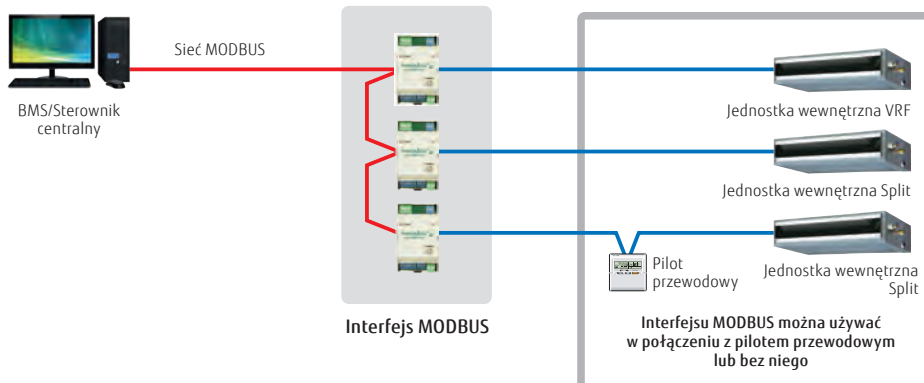 Sieć MODBUS
BMS/Sterownik
centralny
Jednostka wewnętrzna VRF
Jednostka wewnętrzna Split
Pilot
przewodowy
Jednostka wewnętrzna
Split
Interfejs MODBUS
Interfejsu MODBUS można używać
w połączeniu z pilotem przewodowym
lub bez niego